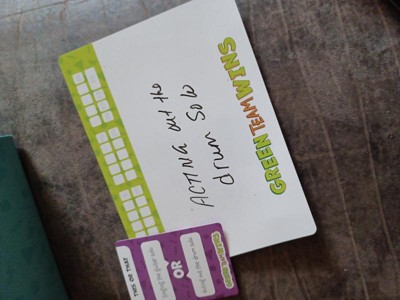 ACTING out the
drum Solo
GREEN TEAM WINS
THIS OR THAT
OR